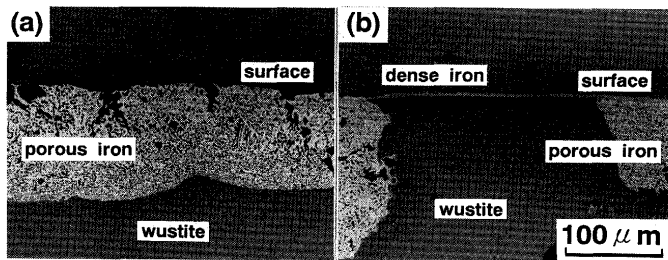 (a)
surface
porous iron
wustite
(b)
dense iron
surface
porous iron
wustite
100 μm